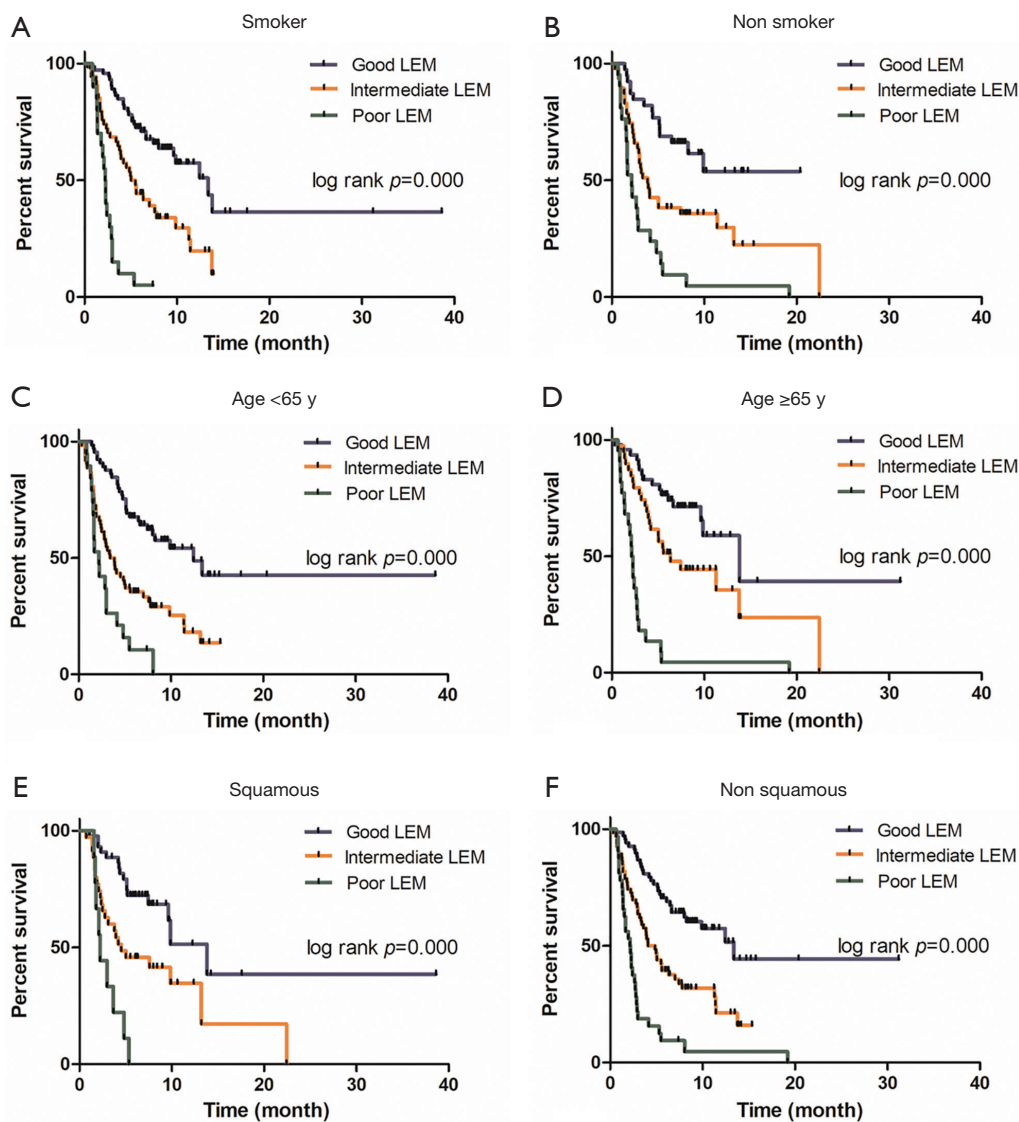 A
Smoker
Percent survival
100
50
0
Good LEM
Intermediate LEM
Poor LEM
log rank p=0.000
0 10 20 30 40
Time (month)
B
Non smoker
Percent survival
100
50
0
Good LEM
Intermediate LEM
Poor LEM
log rank p=0.000
0 10 20 30 40
Time (month)
C
Age <65 y
Percent survival
100
50
0
Good LEM
Intermediate LEM
Poor LEM
log rank p=0.000
0 10 20 30 40
Time (month)
D
Age ≥65 y
Percent survival
100
50
0
Good LEM
Intermediate LEM
Poor LEM
log rank p=0.000
0 10 20 30 40
Time (month)
E
Squamous
Percent survival
100
50
0
Good LEM
Intermediate LEM
Poor LEM
log rank p=0.000
0 10 20 30 40
Time (month)
F
Non squamous
Percent survival
100
50
0
Good LEM
Intermediate LEM
Poor LEM
log rank p=0.000
0 10 20 30 40
Time (month)